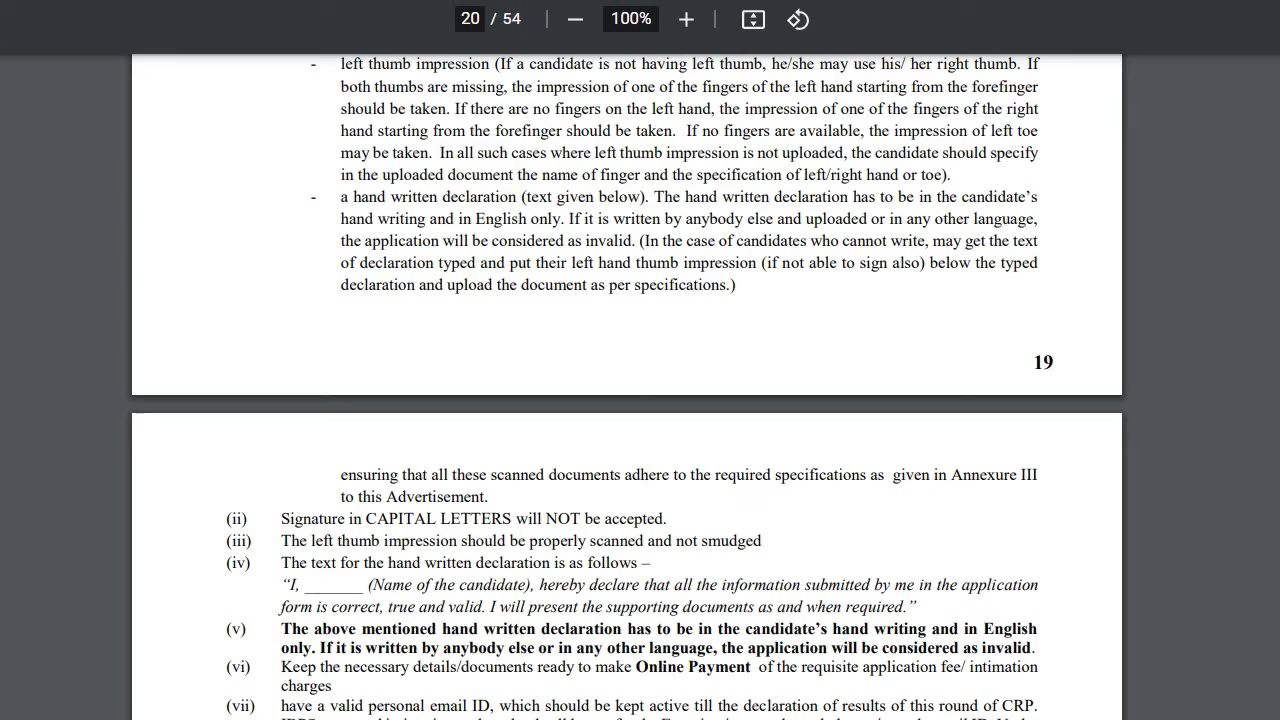 20 / 54 100%
- left thumb impression (If a candidate is not having left thumb, he/she may use his/ her right thumb. If
both thumbs are missing, the impression of one of the fingers of the left hand starting from the forefinger
should be taken. If there are no fingers on the left hand, the impression of one of the fingers of the right
hand starting from the forefinger should be taken. If no fingers are available, the impression of left toe
may be taken. In all such cases where left thumb impression is not uploaded, the candidate should specify
in the uploaded document the name of finger and the specification of left/right hand or toe).
- a hand written declaration (text given below). The hand written declaration has to be in the candidate’s
hand writing and in English only. If it is written by anybody else and uploaded or in any other language,
the application will be considered as invalid. (In the case of candidates who cannot write, may get the text
of declaration typed and put their left hand thumb impression (if not able to sign also) below the typed
declaration and upload the document as per specifications.)
19
ensuring that all these scanned documents adhere to the required specifications as given in Annexure III
to this Advertisement.
(ii) Signature in CAPITAL LETTERS will NOT be accepted.
(iii) The left thumb impression should be properly scanned and not smudged
(iv) The text for the hand written declaration is as follows –
“I, _______ (Name of the candidate), hereby declare that all the information submitted by me in the application
form is correct, true and valid. I will present the supporting documents as and when required.”
(v) The above mentioned hand written declaration has to be in the candidate’s hand writing and in English
only. If it is written by anybody else or in any other language, the application will be considered as invalid.
(vi) Keep the necessary details/documents ready to make Online Payment of the requisite application fee/ intimation
charges
(vii) have a valid personal email ID, which should be kept active till the declaration of results of this round of CRP.